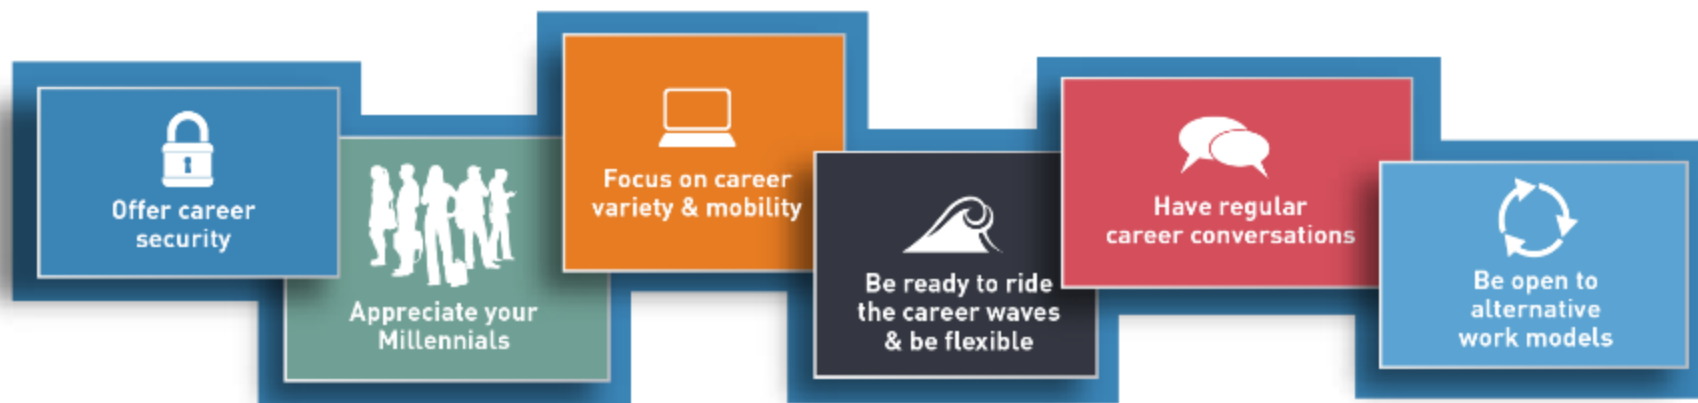 Offer career
security
Appreciate your
Millennials
Focus on career
variety & mobility
Be ready to ride
the career waves
& be flexible
Have regular
career conversations
Be open to
alternative
work models